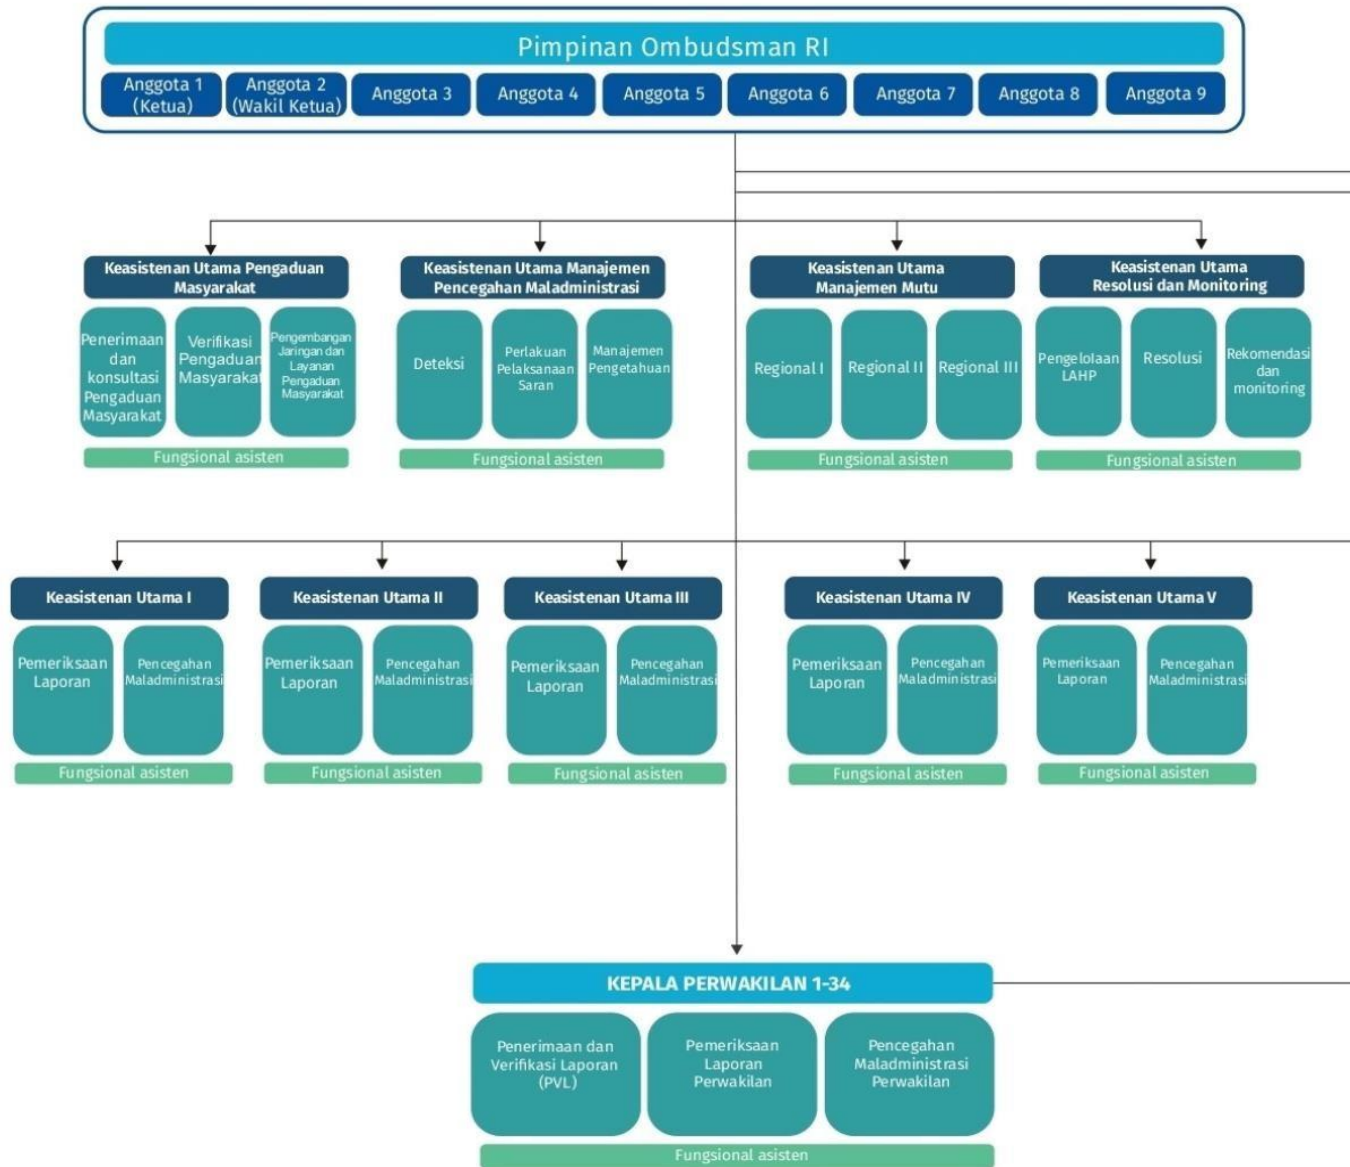 Pimpinan Ombudsman RI
Anggota 1
(Ketua)
Anggota 2
(Wakil Ketua)
Anggota 3
Anggota 4
Anggota 5
Anggota 6
Anggota 7
Anggota 8
Anggota 9
Keasistenan Utama Pengaduan
Masyarakat
Penerimaan
dan
konsultasi
Pengaduan
Masyarakat
Verifikasi
Pengaduan
Masyarakat
Pengembangan
Jaringan dan
Layanan
Pengaduan
Masyarakat
Fungsional asisten
Keasistenan Utama Manajemen
Pencegahan Maladministrasi
Deteksi
Perlakuan
Pelaksanaan
Saran
Manajemen
Pengetahuan
Fungsional asisten
Keasistenan Utama
Manajemen Mutu
Regional I
Regional II
Regional III
Fungsional asisten
Keasistenan Utama
Resolusi dan Monitoring
Pengelolaan
LAHP
Resolusi
Rekomendasi
dan
monitoring
Fungsional asisten
Keasistenan Utama I
Pemeriksaan
Laporan
Pencegahan
Maladministrasi
Fungsional asisten
Keasistenan Utama II
Pemeriksaan
Laporan
Pencegahan
Maladministrasi
Fungsional asisten
Keasistenan Utama III
Pemeriksaan
Laporan
Pencegahan
Maladministrasi
Fungsional asisten
Keasistenan Utama IV
Pemeriksaan
Laporan
Pencegahan
Maladministrasi
Fungsional asisten
Keasistenan Utama V
Pemeriksaan
Laporan
Pencegahan
Maladministrasi
Fungsional asisten
KEPALA PERWAKILAN 1-34
Penerimaan dan
Verifikasi Laporan
(PVL)
Pemeriksaan
Laporan
Perwakilan
Pencegahan
Maladministrasi
Perwakilan
Fungsional asisten